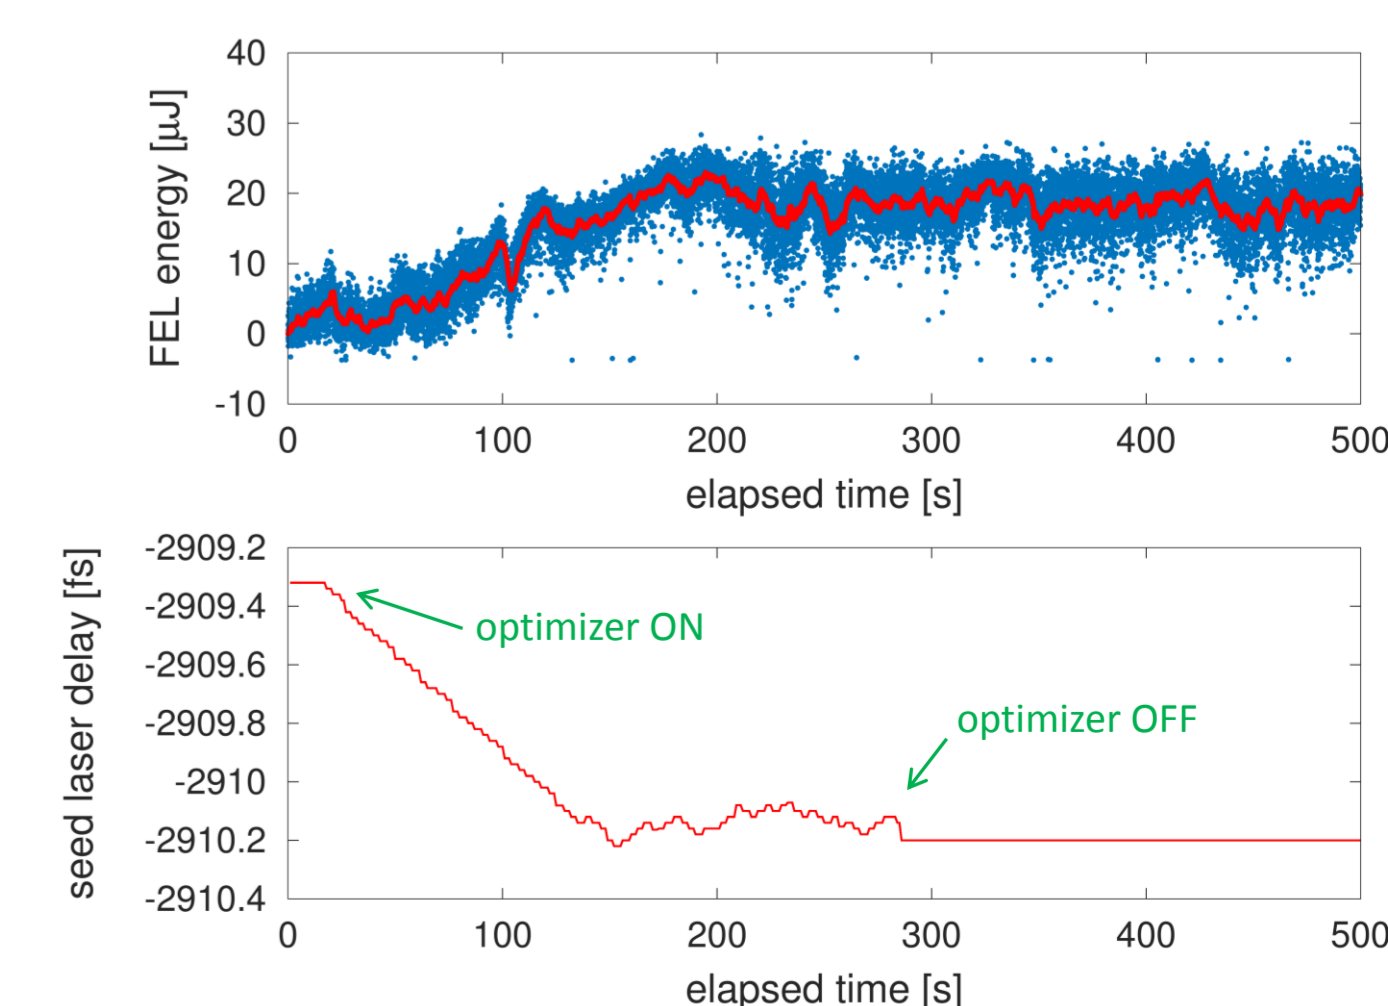 40
30
20
10
0
-10
FEL energy [μJ]
0 100 200 300 400 500
elapsed time [s]
-2909.2
-2909.4
-2909.6
-2909.8
-2910
-2910.2
-2910.4
seed laser delay [fs]
optimizer ON
optimizer OFF
0 100 200 300 400 500
elapsed time [s]